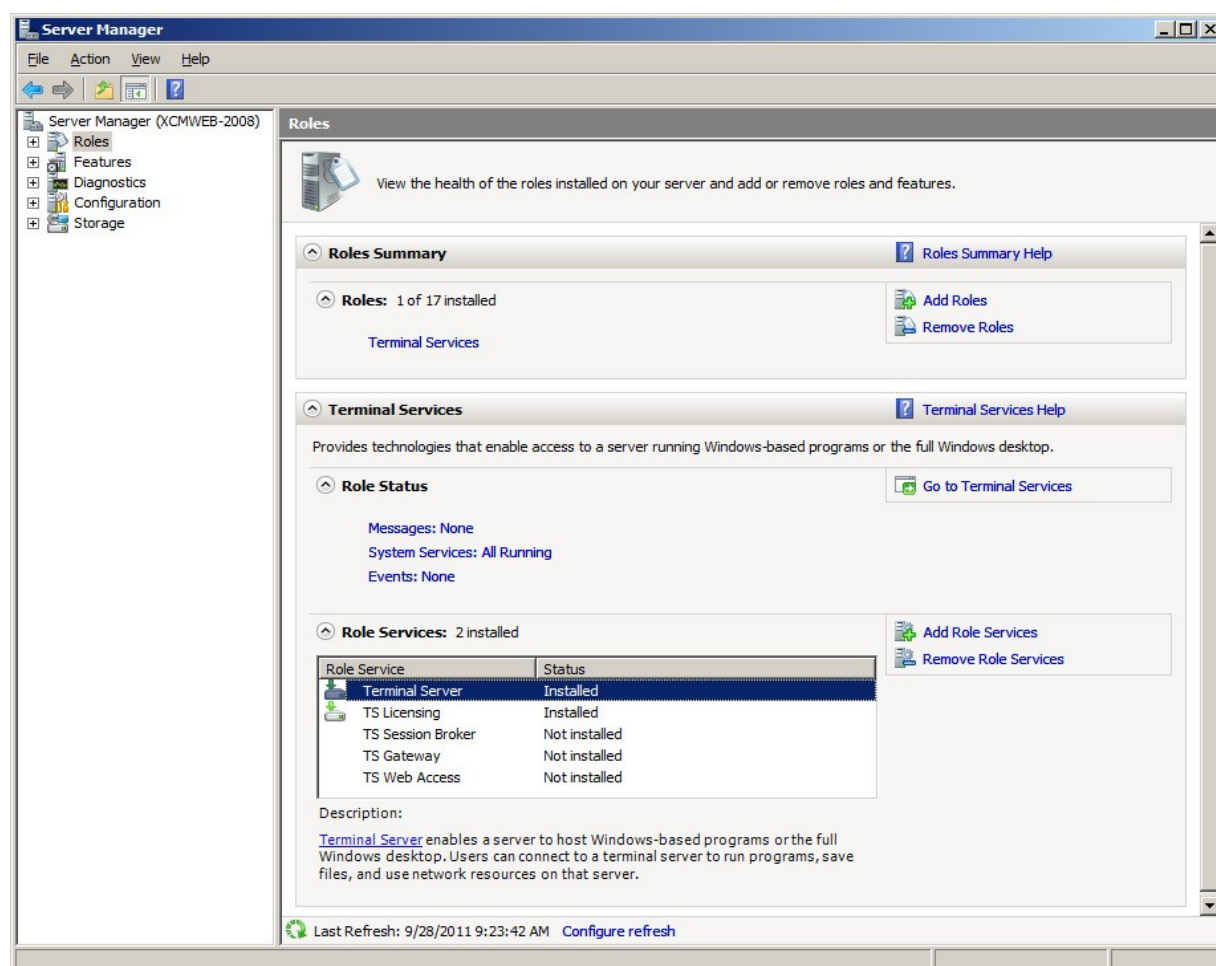 Server Manager
File Action View Help
Server Manager (XCMWEB-2008)
Roles
Features
Diagnostics
Configuration
Storage
Roles
View the health of the roles installed on your server and add or remove roles and features.
Roles Summary
Roles Summary Help
Roles: 1 of 17 installed
Add Roles
Remove Roles
Terminal Services
Terminal Services
Terminal Services Help
Provides technologies that enable access to a server running Windows-based programs or the full Windows desktop.
Role Status
Go to Terminal Services
Messages: None
System Services: All Running
Events: None
Role Services: 2 installed
Add Role Services
Remove Role Services
Role Service Status
Terminal Server Installed
TS Licensing Installed
TS Session Broker Not installed
TS Gateway Not installed
TS Web Access Not installed
Description:
Terminal Server enables a server to host Windows-based programs or the full
Windows desktop. Users can connect to a terminal server to run programs, save
files, and use network resources on that server.
Last Refresh: 9/28/2011 9:23:42 AM Configure refresh